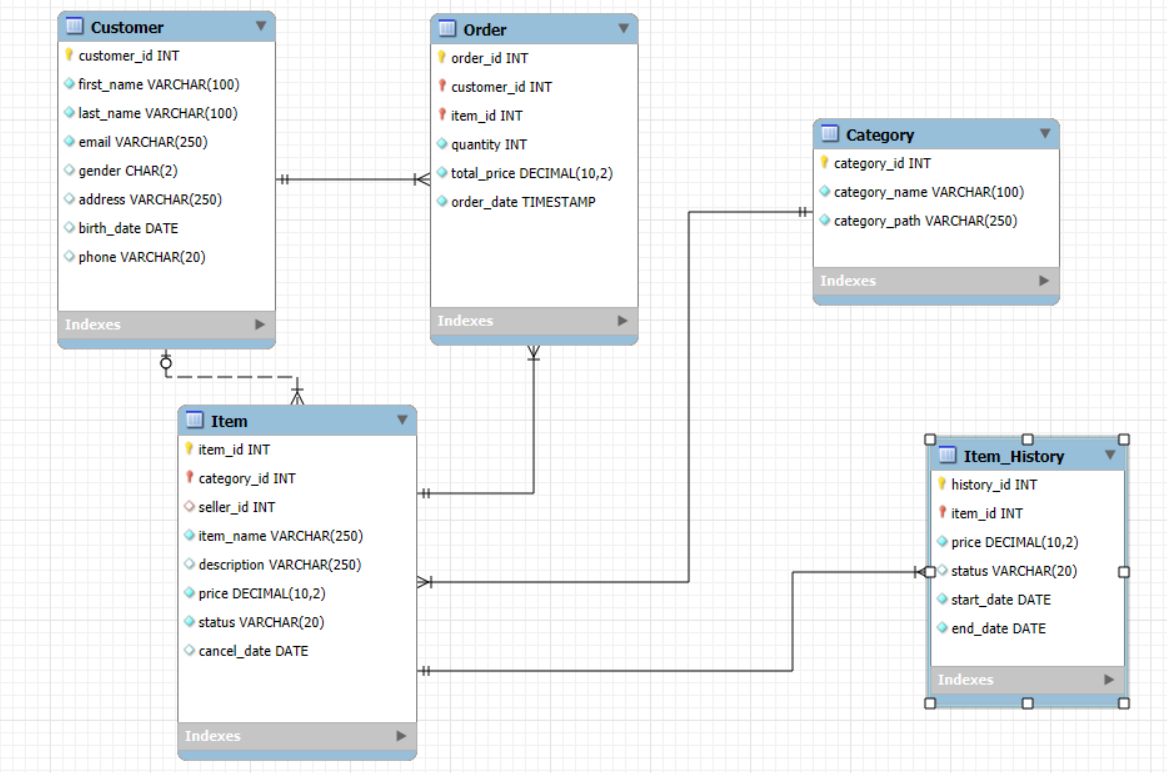 Customer
customer_id INT
first_name VARCHAR(100)
last_name VARCHAR(100)
email VARCHAR(250)
gender CHAR(2)
address VARCHAR(250)
birth_date DATE
phone VARCHAR(20)
Indexes
Order
order_id INT
customer_id INT
item_id INT
quantity INT
total_price DECIMAL(10,2)
order_date TIMESTAMP
Indexes
Category
category_id INT
category_name VARCHAR(100)
category_path VARCHAR(250)
Indexes
Item
item_id INT
category_id INT
seller_id INT
item_name VARCHAR(250)
description VARCHAR(250)
price DECIMAL(10,2)
status VARCHAR(20)
cancel_date DATE
Indexes
Item_History
history_id INT
item_id INT
price DECIMAL(10,2)
status VARCHAR(20)
start_date DATE
end_date DATE
Indexes